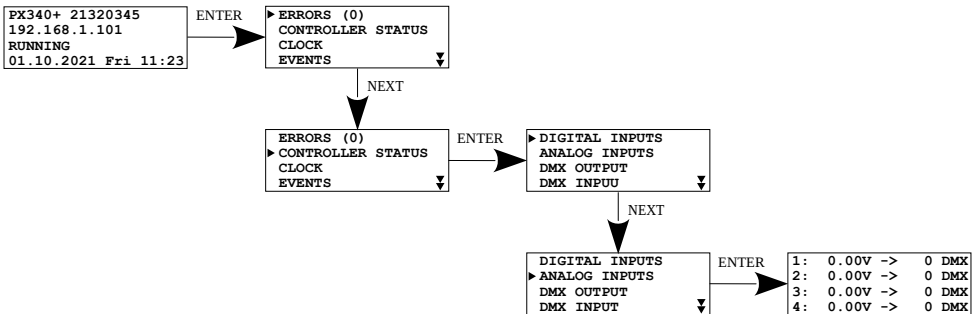 PX340+ 21320345
192.168.1.101
RUNNING
01.10.2021 Fri 11:23
ENTER
ERRORS (0)
CONTROLLER STATUS
CLOCK
EVENTS
NEXT
ERRORS (0)
CONTROLLER STATUS
CLOCK
EVENTS
ENTER
DIGITAL INPUTS
ANALOG INPUTS
DMX OUTPUT
DMX INPUU
NEXT
DIGITAL INPUTS
ANALOG INPUTS
DMX OUTPUT
DMX INPUT
ENTER
1: 0.00V -> 0 DMX
2: 0.00V -> 0 DMX
3: 0.00V -> 0 DMX
4: 0.00V -> 0 DMX